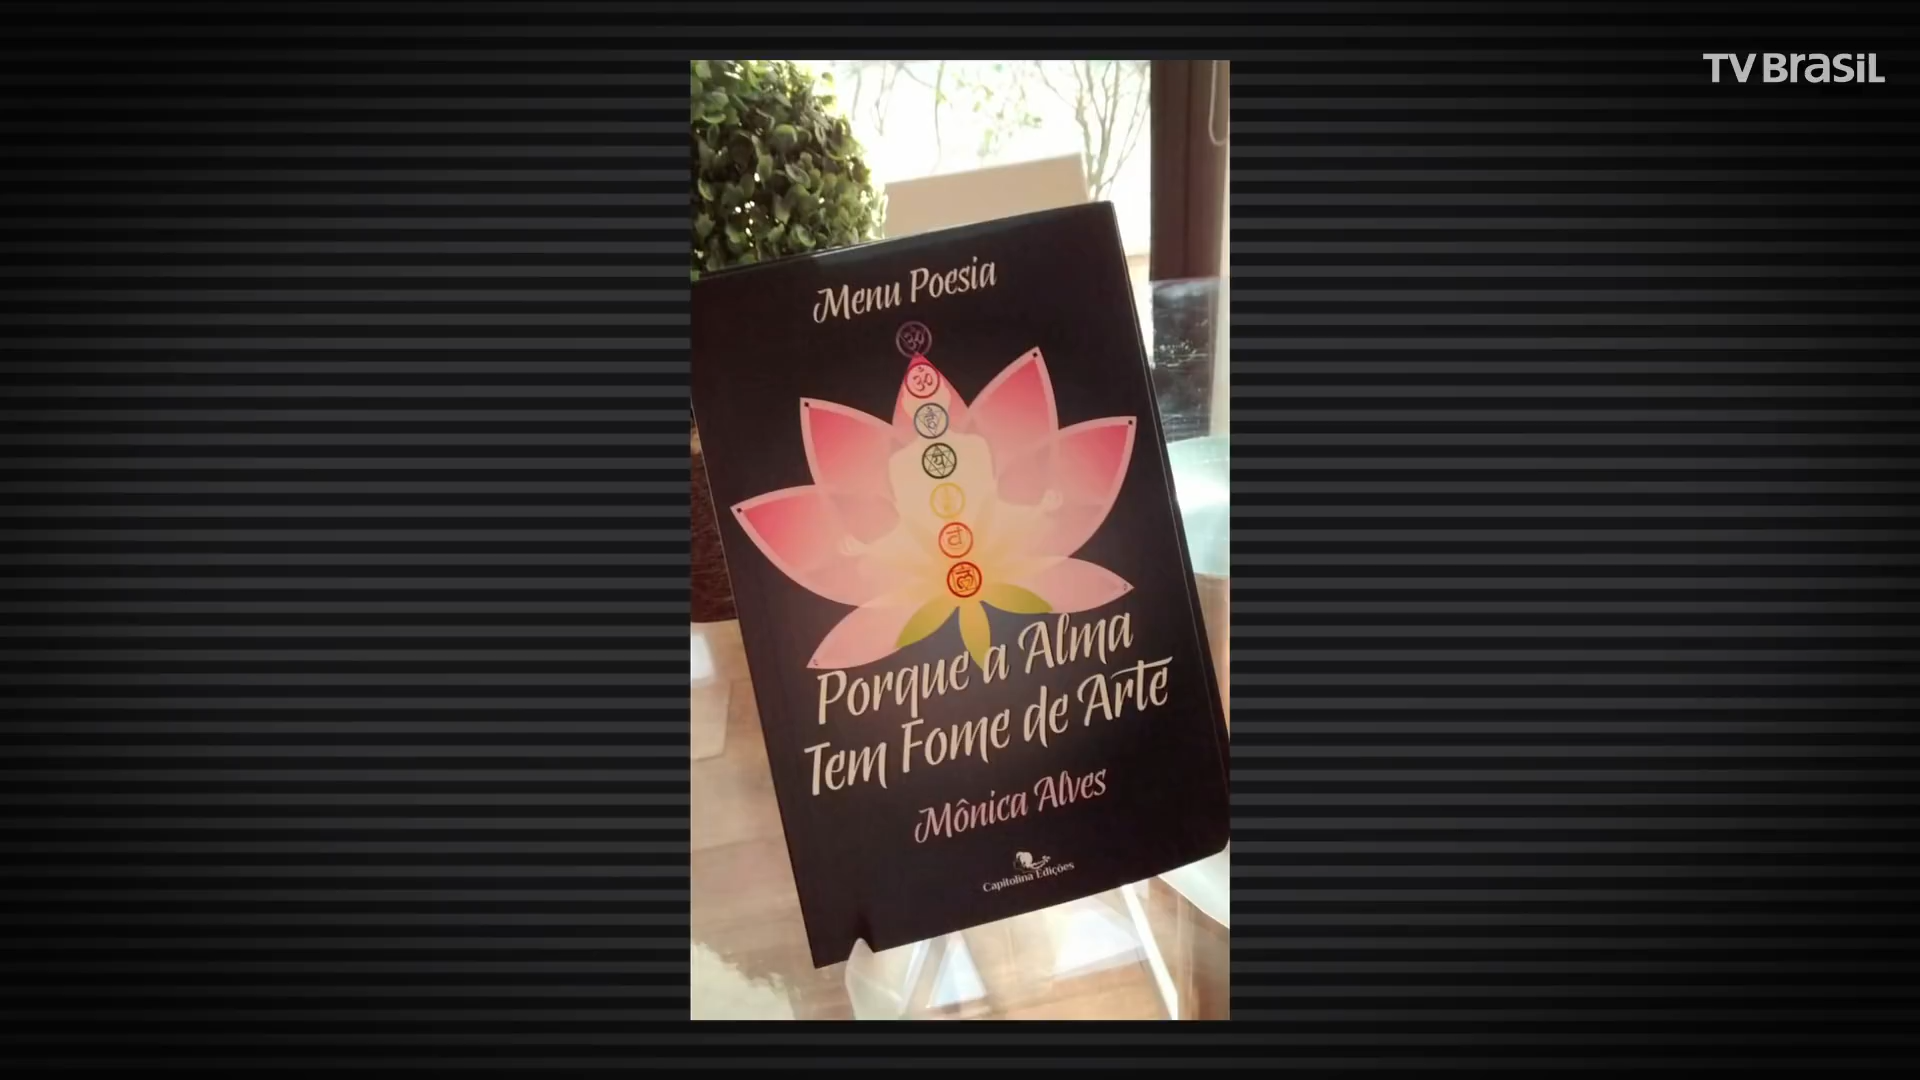 TV BRASIL
Menu Poesia
ॐ
ॐ
हं
यं
वं
लं
Porque a Alma
Tem Fome de Arte
Mônica Alves
Capitolina Edições